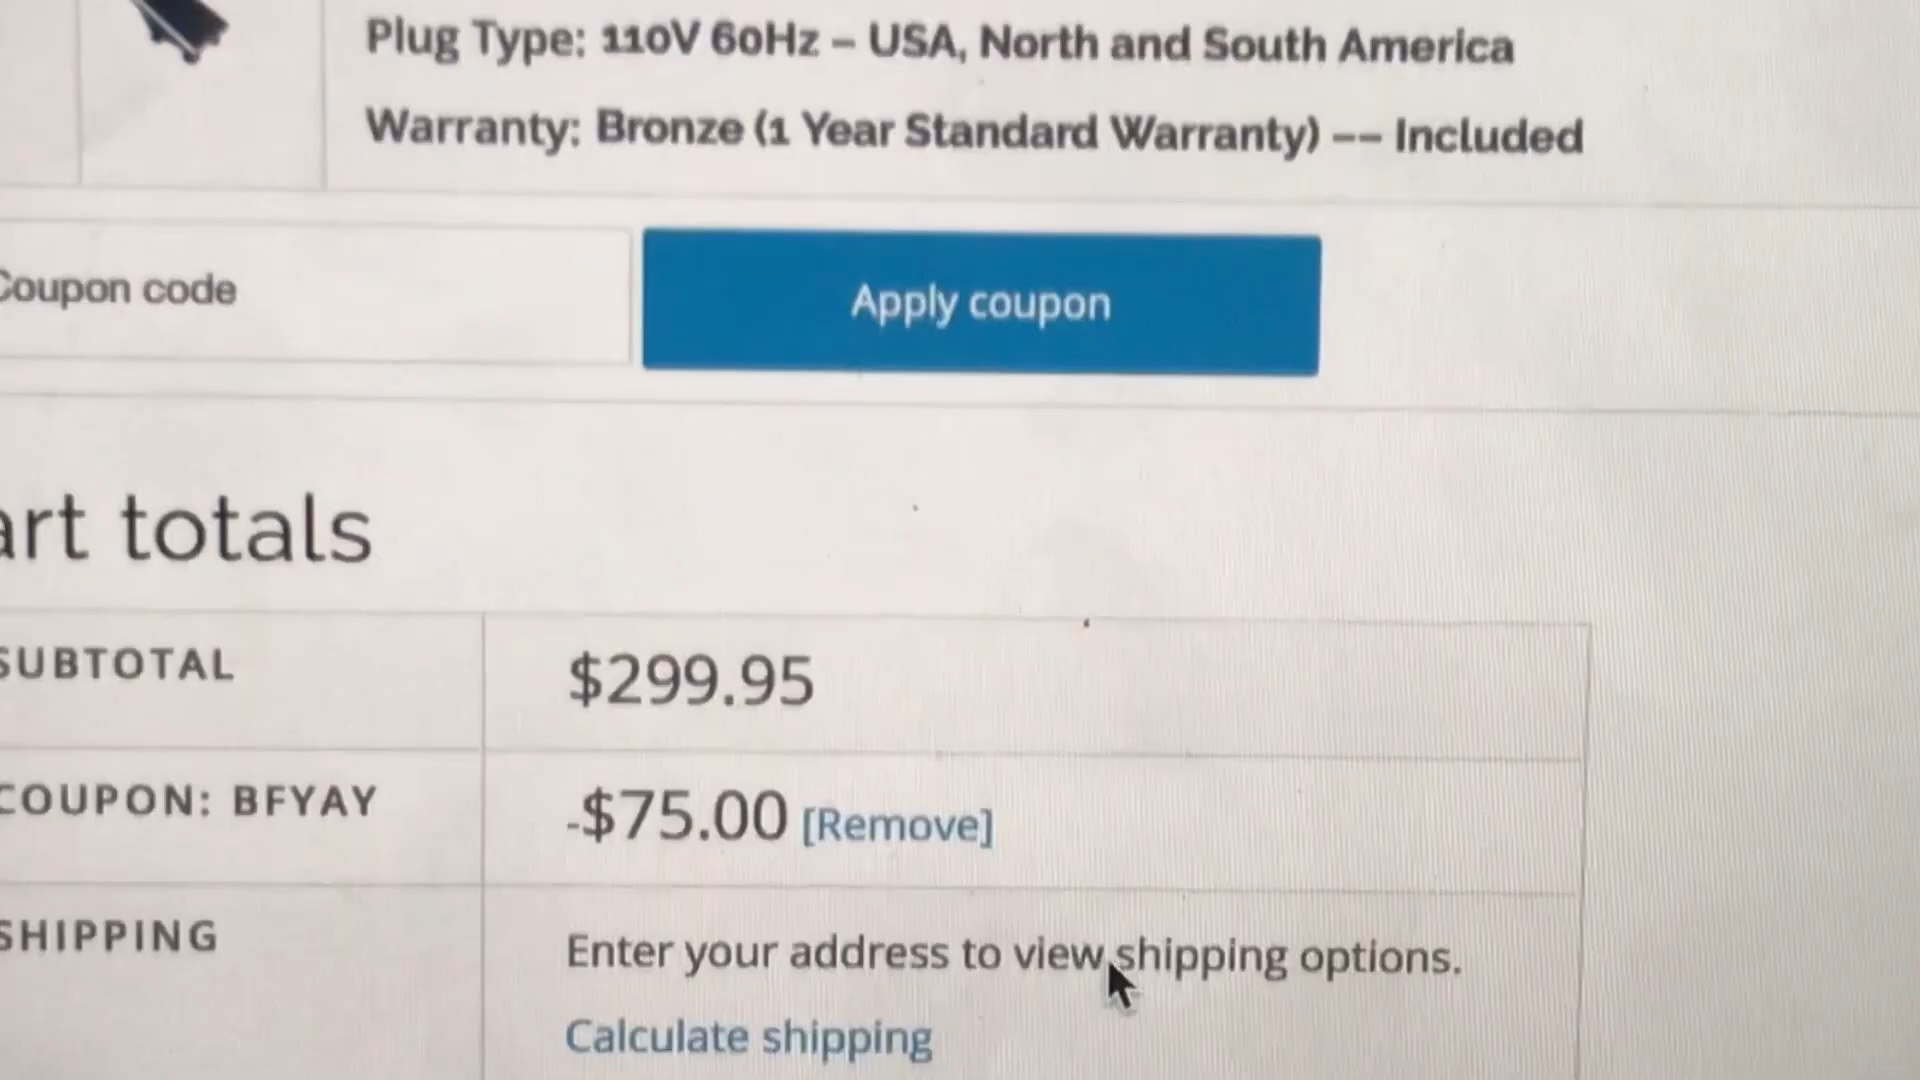 Plug Type: 110V 60Hz – USA, North and South America
Warranty: Bronze (1 Year Standard Warranty) –– Included
Coupon code
Apply coupon
art totals
SUBTOTAL
$299.95
COUPON: BFYAY
-$75.00 [Remove]
SHIPPING
Enter your address to view shipping options.
Calculate shipping